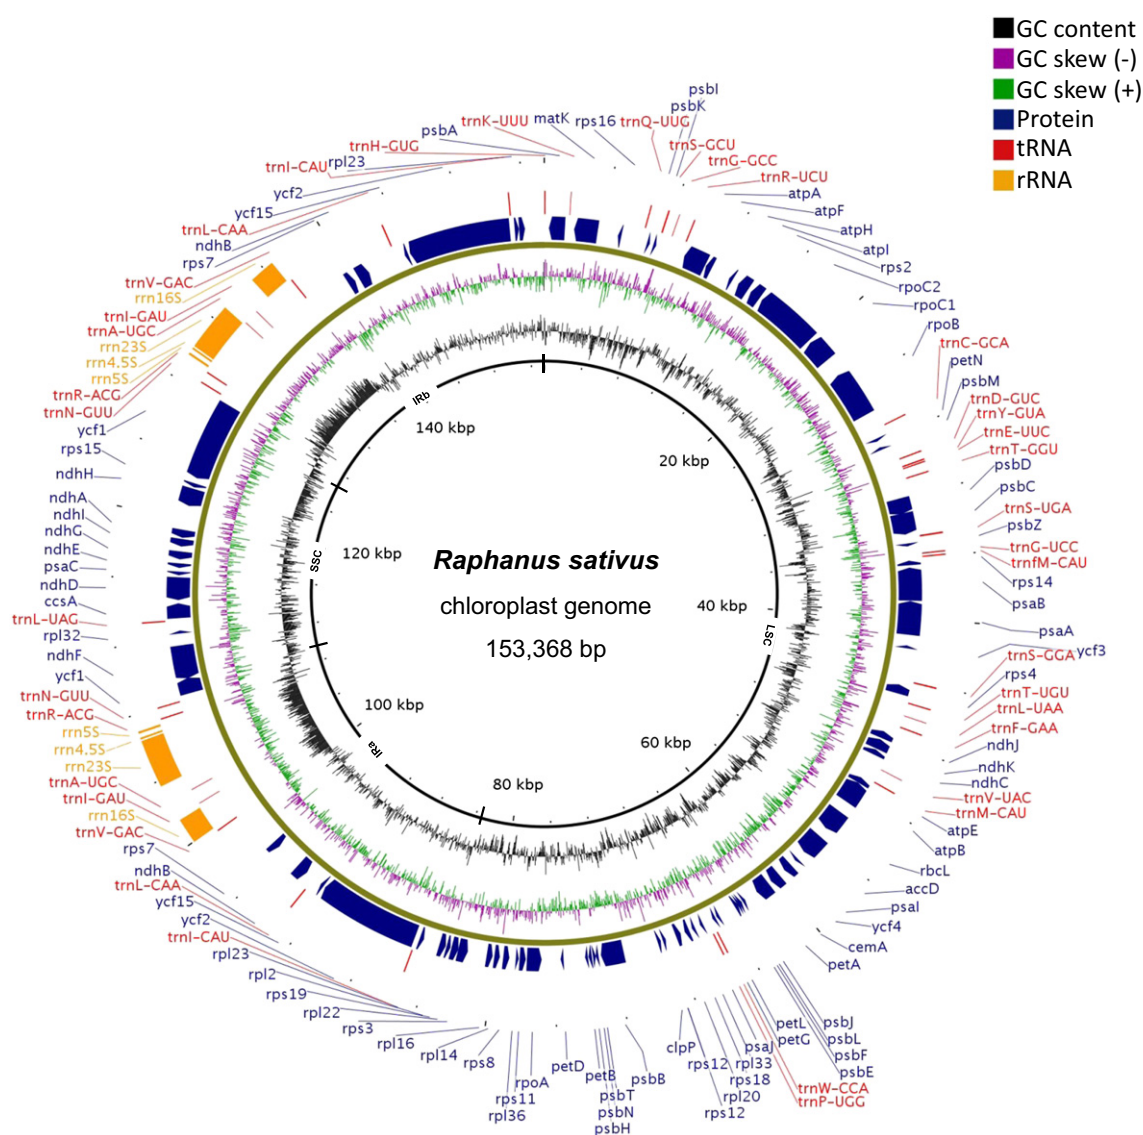 GC content
GC skew (-)
GC skew (+)
Protein
tRNA
rRNA
psbA
trnK-UUU
matK
rps16
trnQ-UUG
psbK
psbI
trnS-GCU
trnG-GCC
trnR-UCU
atpA
atpF
atpH
atpI
rps2
rpoC2
rpoC1
rpoB
trnC-GCA
petN
psbM
trnD-GUC
trnY-GUA
trnE-UUC
trnT-GGU
psbD
psbC
trnS-UGA
psbZ
trnG-UCC
trnfM-CAU
rps14
psaB
psaA
ycf3
trnS-GGA
rps4
trnT-UGU
trnL-UAA
trnF-GAA
ndhJ
ndhK
ndhC
trnV-UAC
trnM-CAU
atpE
atpB
rbcL
accD
psaI
ycf4
cemA
petA
psbJ
psbL
psbF
psbE
petL
petG
trnW-CCA
trnP-UGG
psaJ
rpl33
rps18
rpl20
rps12
clpP
rps12
psbB
psbT
psbN
psbH
petB
petD
rpoA
rps11
rpl36
rps8
rpl14
rpl16
rps3
rpl22
rps19
rpl2
rpl23
trnI-CAU
ycf2
ycf15
trnL-CAA
ndhB
rps7
trnV-GAC
rrn16S
trnI-GAU
trnA-UGC
rrn23S
rrn4.5S
rrn5S
trnR-ACG
trnN-GUU
ycf1
ndhF
rpl32
trnL-UAG
ccsA
ndhD
psaC
ndhE
ndhG
ndhI
ndhA
ndhH
rps15
ycf1
trnN-GUU
trnR-ACG
rrn5S
rrn4.5S
rrn23S
trnA-UGC
trnI-GAU
rrn16S
trnV-GAC
rps7
ndhB
trnL-CAA
ycf15
ycf2
trnI-CAU
rpl23
trnH-GUG
IRb
140 kbp
20 kbp
SSC
120 kbp
Raphanus sativus
chloroplast genome
153,368 bp
40 kbp
LSC
100 kbp
IRa
60 kbp
80 kbp